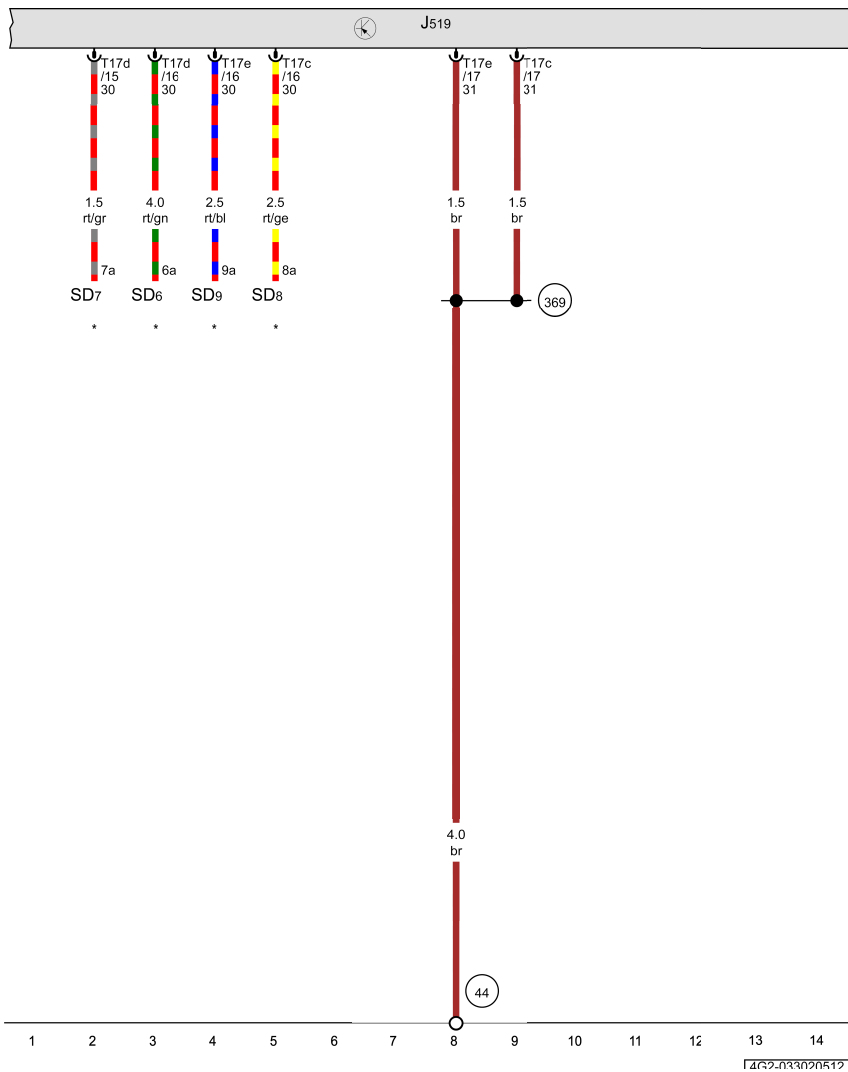 J519
T17d
/15
30
T17d
/16
30
T17e
/16
30
T17c
/16
30
T17e
/17
31
T17c
/17
31
1.5
rt/gr
4.0
rt/gn
2.5
rt/bl
2.5
rt/ge
1.5
br
1.5
br
7a
6a
9a
8a
SD7
SD6
SD9
SD8
369
*
*
*
*
4.0
br
44
1 2 3 4 5 6 7 8 9 10 11 12 13 14
4G2-033020512